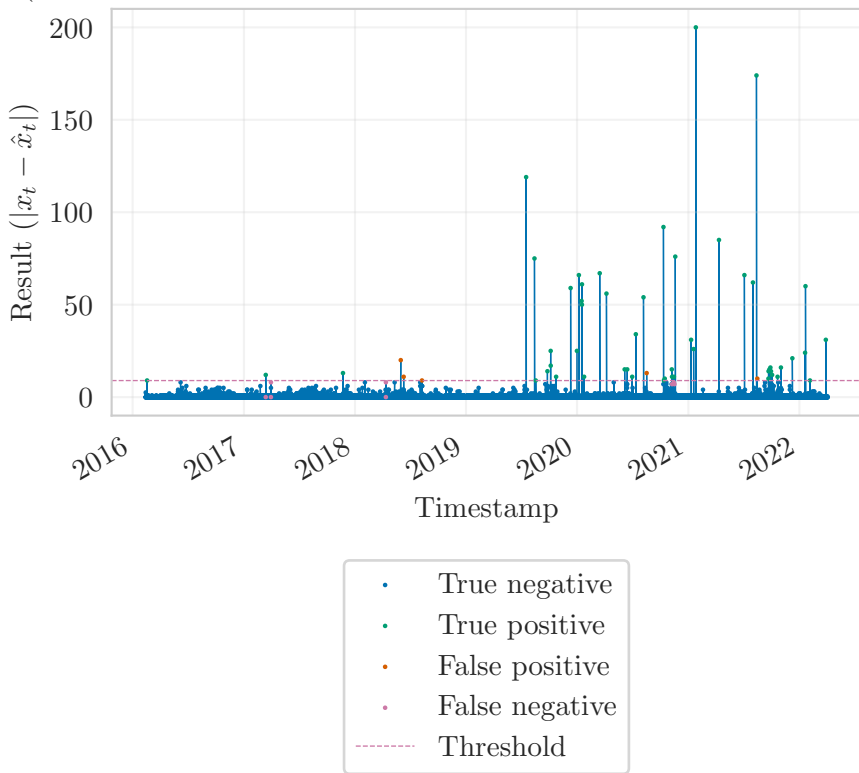 200
150
100
50
0
Result (|x_t − x̂_t|)
2016 2017 2018 2019 2020 2021 2022
Timestamp
True negative
True positive
False positive
False negative
Threshold